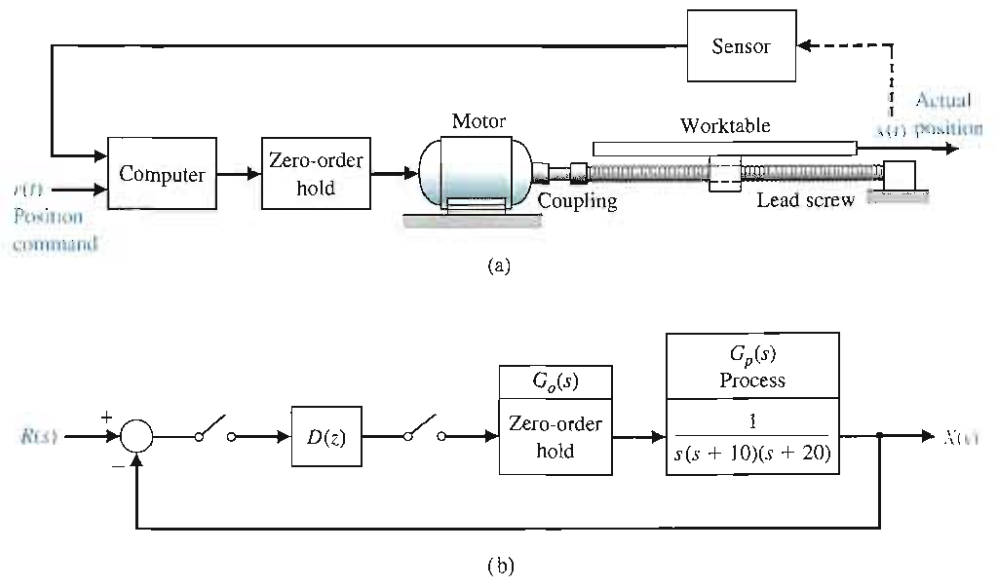 Sensor
Actual
x(t) position
Motor
Worktable
Computer
Zero-order
hold
r(t)
Position
command
Coupling
Lead screw
(a)
G_p(s)
Process
G_o(s)
+
R(s)
D(z)
Zero-order
hold
1
s(s + 10)(s + 20)
X(s)
−
(b)